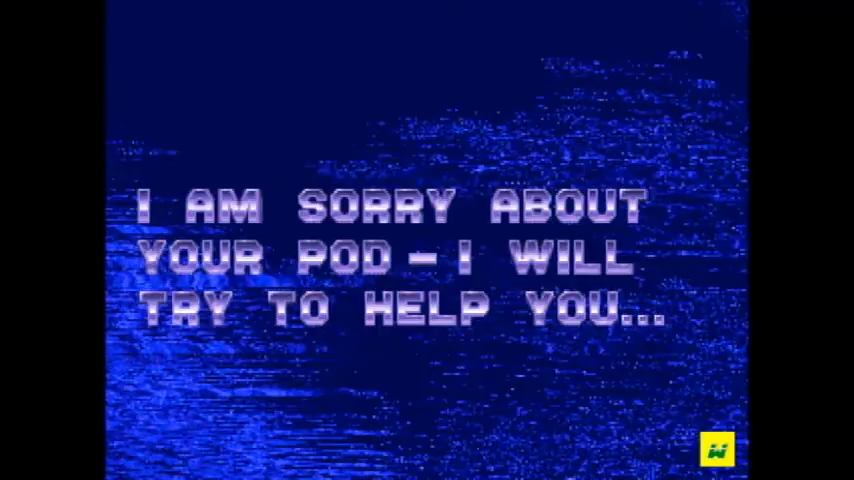 I AM SORRY ABOUT
YOUR POD - I WILL
TRY TO HELP YOU...
W